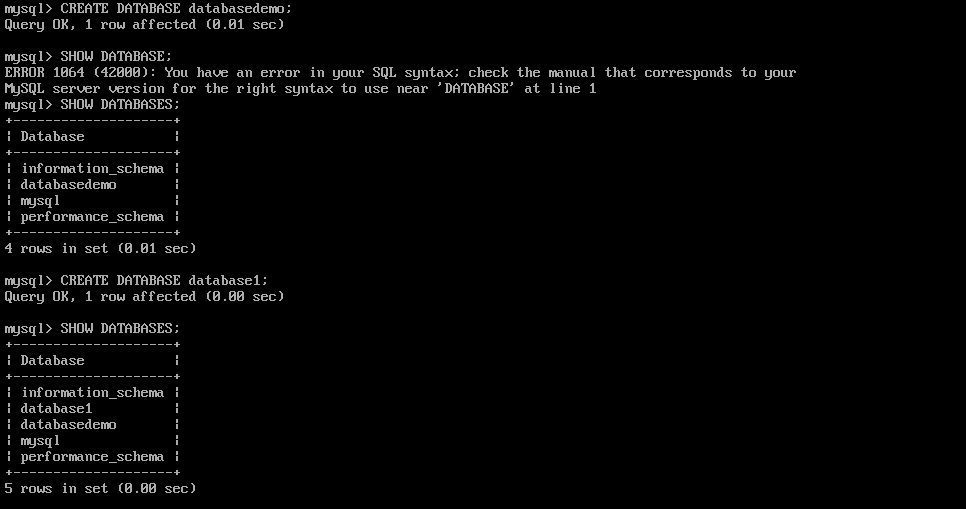 mysql> CREATE DATABASE databasedemo;
Query OK, 1 row affected (0.01 sec)
mysql> SHOW DATABASE;
ERROR 1064 (42000): You have an error in your SQL syntax; check the manual that corresponds to your
MySQL server version for the right syntax to use near 'DATABASE' at line 1
mysql> SHOW DATABASES;
+--------------------+
| Database           |
+--------------------+
| information_schema |
| databasedemo       |
| mysql              |
| performance_schema |
+--------------------+
4 rows in set (0.01 sec)
mysql> CREATE DATABASE database1;
Query OK, 1 row affected (0.00 sec)
mysql> SHOW DATABASES;
+--------------------+
| Database           |
+--------------------+
| information_schema |
| database1          |
| databasedemo       |
| mysql              |
| performance_schema |
+--------------------+
5 rows in set (0.00 sec)